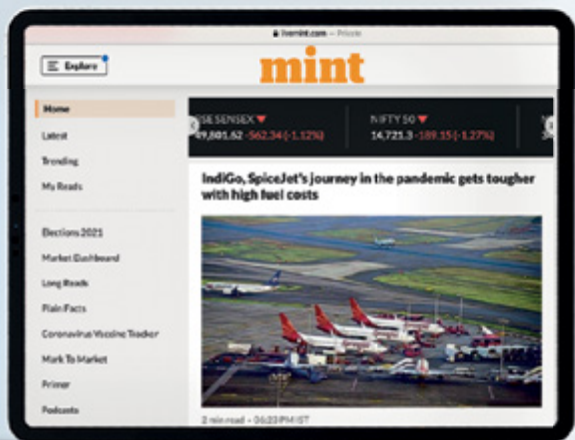 livemint.com — Private
Explore
mint
Home
Latest
Trending
My Reads
Elections 2021
Market Dashboard
Long Reads
Plain Facts
Coronavirus Vaccine Tracker
Mark To Market
Primer
Podcasts
BSE SENSEX
49,801.62 -562.34 (-1.12%)
NIFTY 50
14,721.3 -189.15 (-1.27%)
IndiGo, SpiceJet's journey in the pandemic gets tougher
with high fuel costs
2 min read • 06:23 PM IST